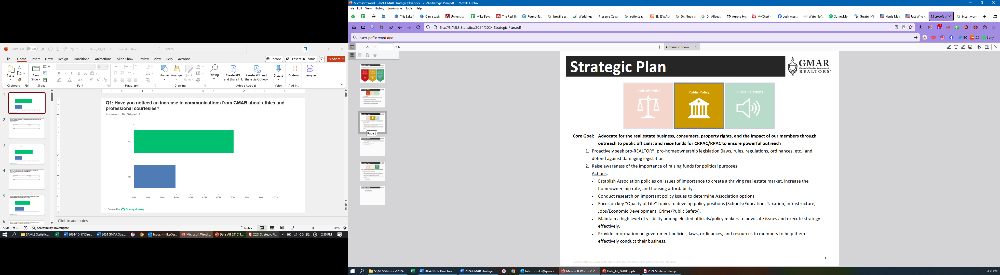 AutoSave Off Data_All_241011.... • Saved to this PC Search
File Home Insert Draw Design Transitions Animations Slide Show Review View Help Acrobat Record Present in Teams Share
Paste New Slide 18 Shapes Arrange Quick Styles Editing Create PDF and Share link Create PDF and Share via Outlook Dictate Add-ins Designer
Clipboard Slides Font Paragraph Drawing Adobe Acrobat Voice Add-ins
1
2
3
4
5
6
Q1: Have you noticed an increase in communications from GMAR about ethics and
professional courtesies?
Answered: 146 Skipped: 2
Yes
No
0% 10% 20% 30% 40% 50% 60% 70% 80% 90% 100%
Powered by SurveyMonkey
Click to add notes
Slide 1 of 76 Accessibility: Investigate Notes 84%
S:\MLS Statistics... 2024-10-17 Dire... 2024 GMAR Stra... Inbox - mike@g... Microsoft Word ... Data_All_241011.... 2024 Strategic Pl... 2:30 PM
Microsoft Word - 2024 GMAR Strategic Plan.docx - 2024 Strategic Plan.pdf — Mozilla Firefox
File Edit View History Bookmarks Tools Help
This Lake Can a typic University Mike Beye The Red Sh Round-Tab breville esp Weddings Preserve Cedar patio seat BLISSWAL Dr. Khraisa Dr. Allaqab Aurora Hea MyChart - Josh messa Water Soft SurveyMor Greater Mil Harris Mai Just Who A Microsoft W insert word
file:///S:/MLS Statistics/2024/2024 Strategic Plan.pdf
insert pdf in word doc BC SC Sptfy
3 of 6 Automatic Zoom
Page 3
Strategic Plan
GMAR
Greater Milwaukee Association of
REALTORS®
Code of Ethics Public Policy Public Relations
Core Goal: Advocate for the real estate business, consumers, property rights, and the impact of our members through
outreach to public officials; and raise funds for CRPAC/RPAC to ensure powerful outreach
1. Proactively seek pro-REALTOR®, pro-homeownership legislation (laws, rules, regulations, ordinances, etc.) and
defend against damaging legislation
2. Raise awareness of the importance of raising funds for political purposes
Actions:
• Establish Association policies on issues of importance to create a thriving real estate market, increase the
homeownership rate, and housing affordability
• Conduct research on important policy issues to determine Association options
• Focus on key “Quality of Life” topics to develop policy positions (Schools/Education, Taxation, Infrastructure,
Jobs/Economic Development, Crime/Public Safety).
• Maintain a high level of visibility among elected officials/policy makers to advocate issues and execute strategy
effectively.
• Provide information on government policies, laws, ordinances, and resources to members to help them
effectively conduct their business.
3
S:\Administrative\Board of Directors\2024 BOD Meetings\2024 GMAR Strategic Plan.docx
S:\MLS Statistics\2024 2024-10-17 Directors ... 2024 GMAR Strategic ... Inbox - mike@gmar.c... Microsoft Word - 202... Data_All_241011.pptx ... 2024 Strategic Plan.p... 2:30 PM